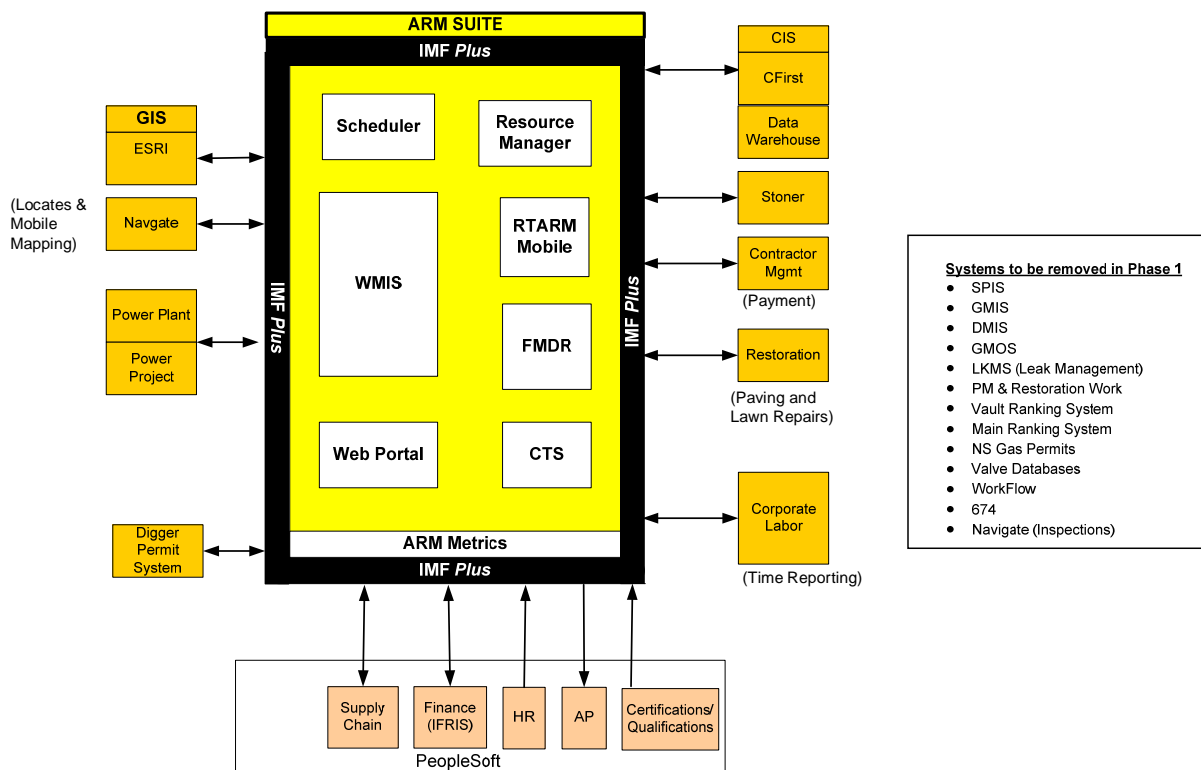 ARM SUITE
IMF Plus
GIS
ESRI
Navgate
(Locates &
Mobile
Mapping)
Power Plant
Power
Project
Digger
Permit
System
IMF Plus
Scheduler
Resource
Manager
WMIS
RTARM
Mobile
FMDR
Web Portal
CTS
ARM Metrics
IMF Plus
IMF Plus
CIS
CFirst
Data
Warehouse
Stoner
Contractor
Mgmt
(Payment)
Restoration
(Paving and
Lawn Repairs)
Corporate
Labor
(Time Reporting)
Systems to be removed in Phase 1
● SPIS
● GMIS
● DMIS
● GMOS
● LKMS (Leak Management)
● PM & Restoration Work
● Vault Ranking System
● Main Ranking System
● NS Gas Permits
● Valve Databases
● WorkFlow
● 674
● Navigate (Inspections)
Supply
Chain
Finance
(IFRIS)
HR
AP
Certifications/
Qualifications
PeopleSoft